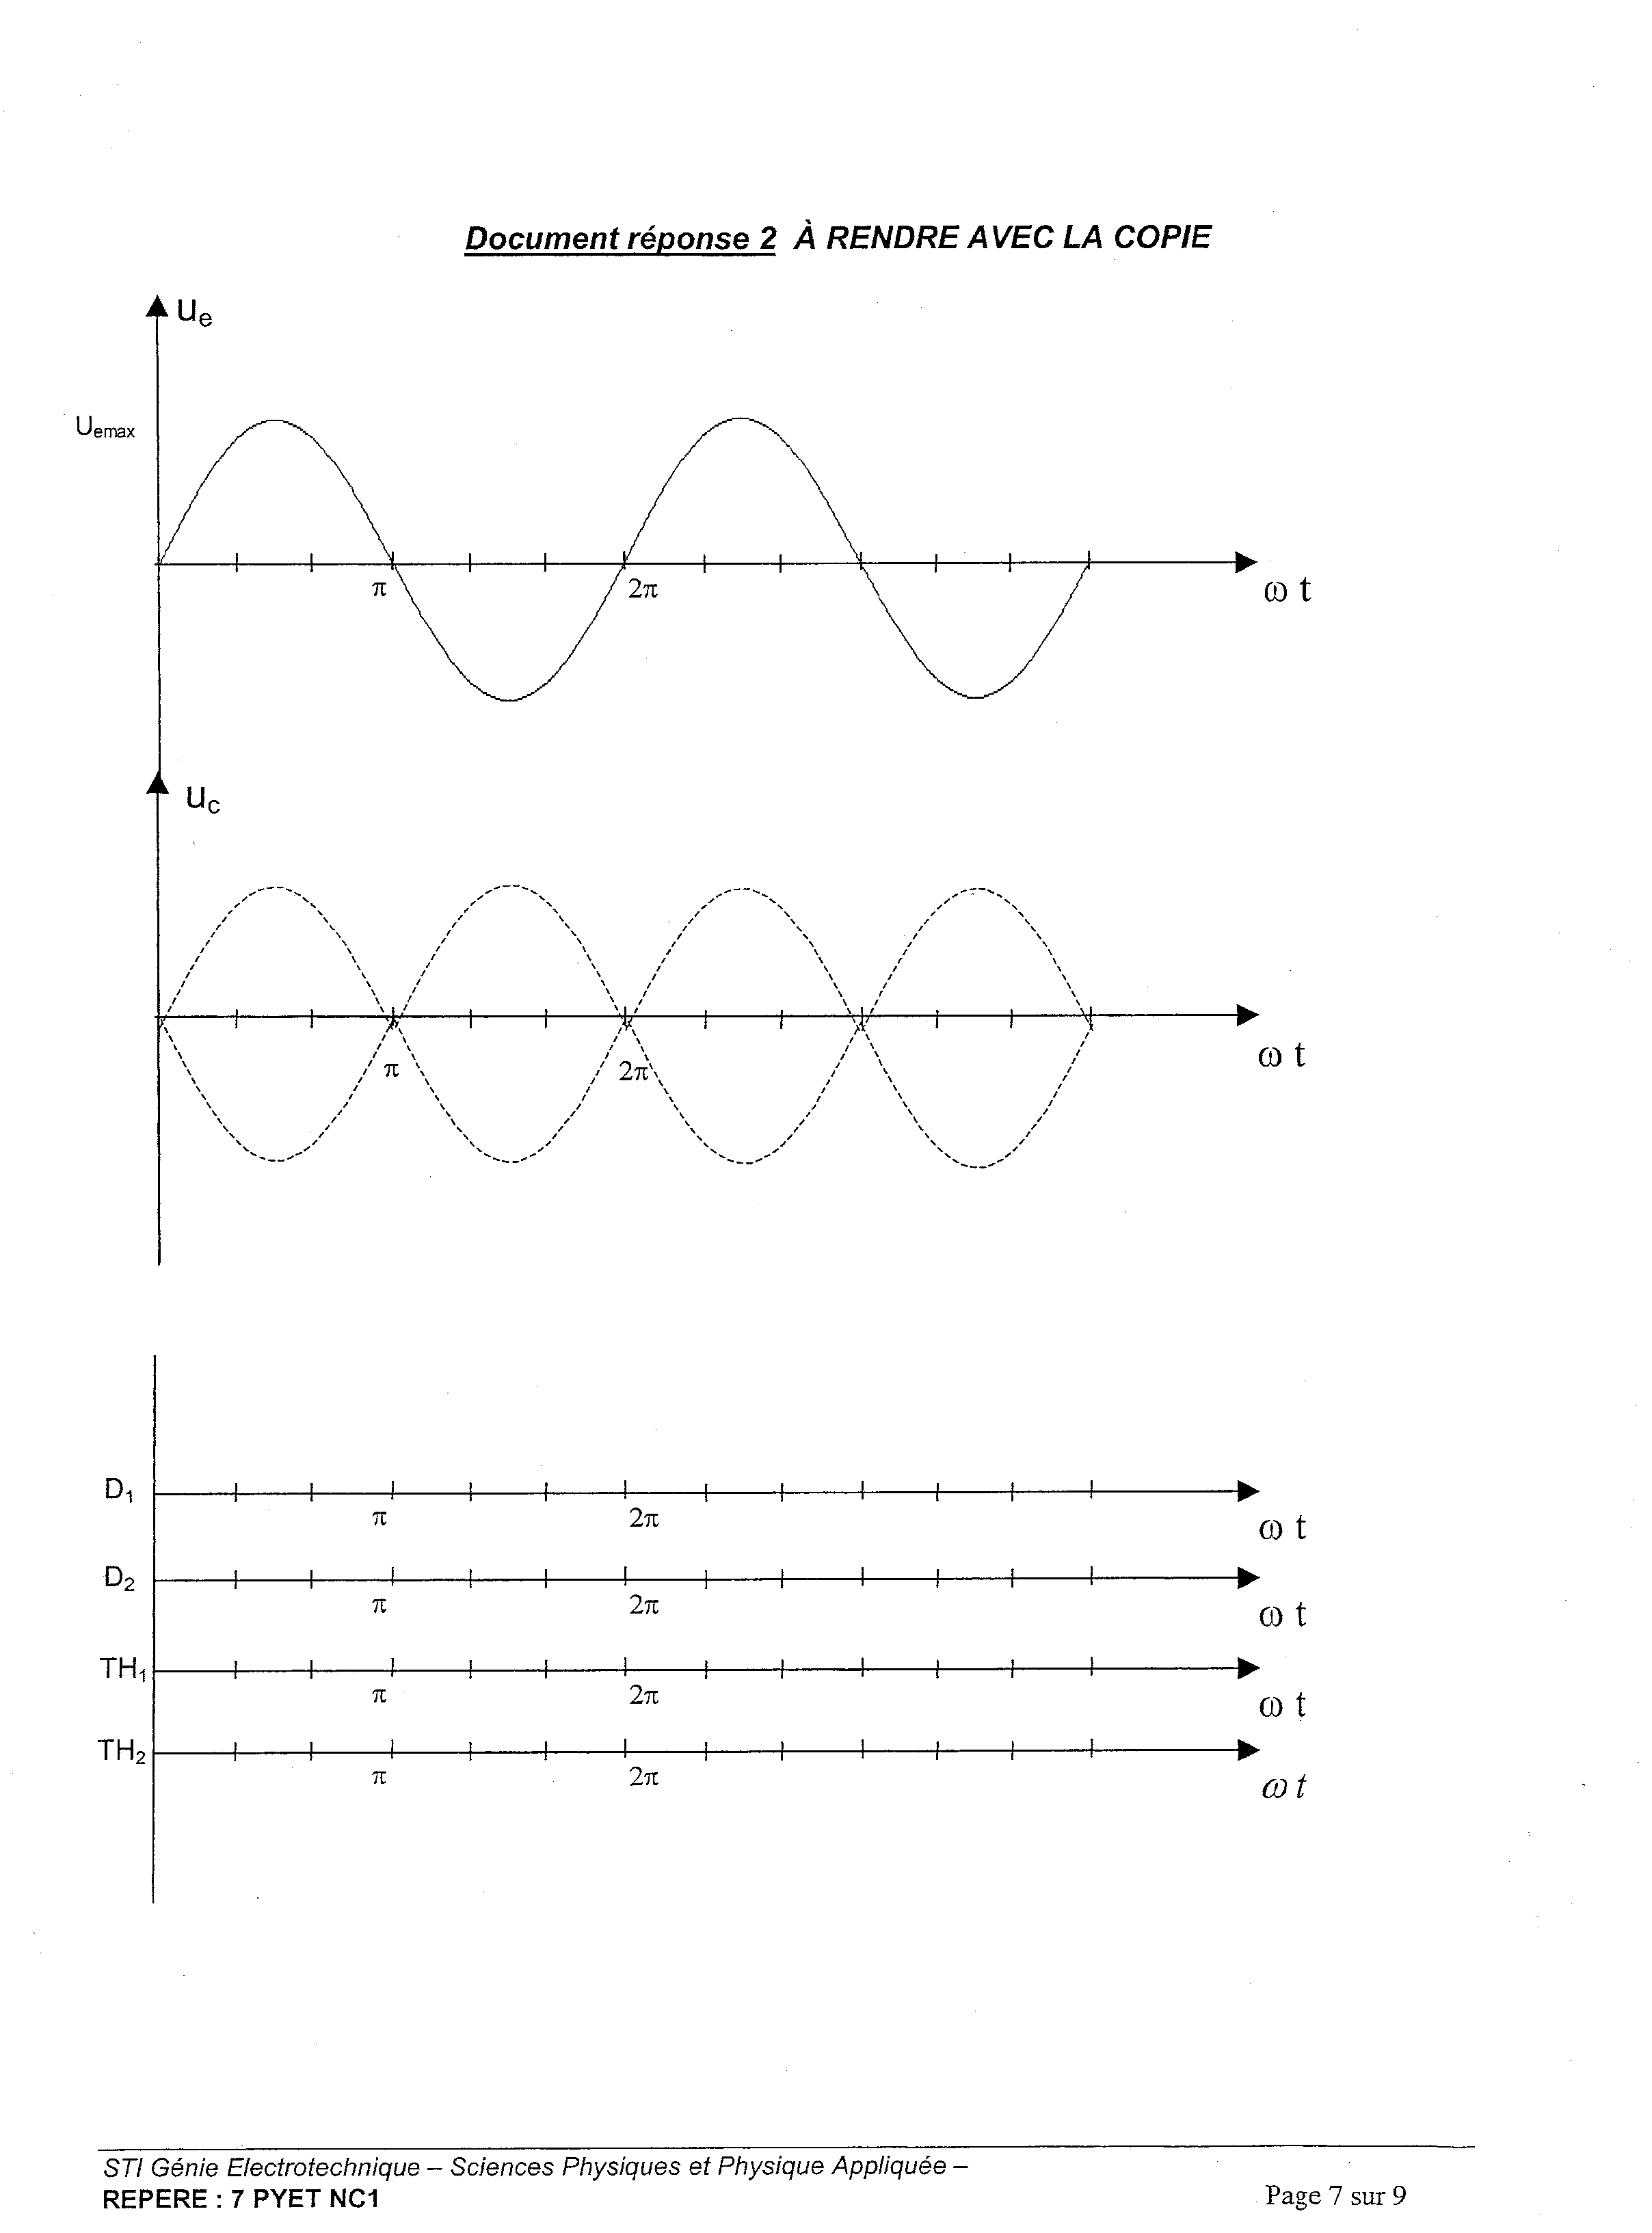 Document réponse 2 À RENDRE AVEC LA COPIE
ue
Uemax
π 2π
ω t
uc
π 2π
ω t
D1
π 2π
ω t
D2
π 2π
ω t
TH1
π 2π
ω t
TH2
π 2π
ω t
STI Génie Electrotechnique – Sciences Physiques et Physique Appliquée –
REPERE : 7 PYET NC1
Page 7 sur 9